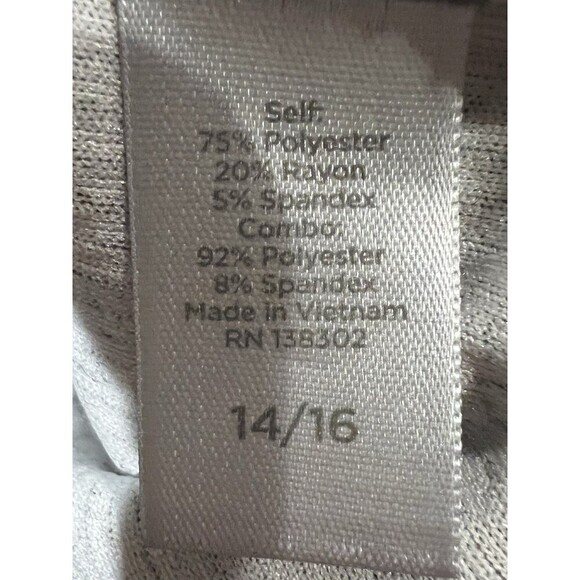 Self:
75% Polyester
20% Rayon
5% Spandex
Combo:
92% Polyester
8% Spandex
Made in Vietnam
RN 138302
14/16